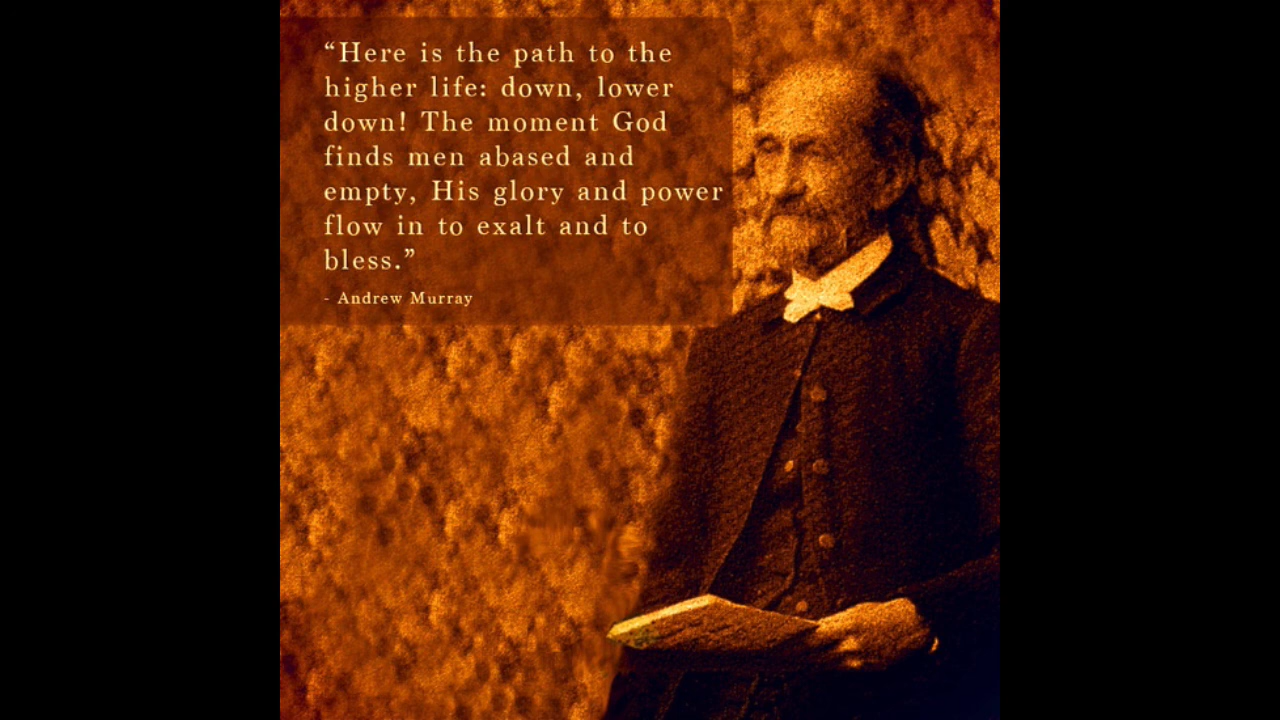 “Here is the path to the
higher life: down, lower
down! The moment God
finds men abased and
empty, His glory and power
flow in to exalt and to
bless.”
- Andrew Murray